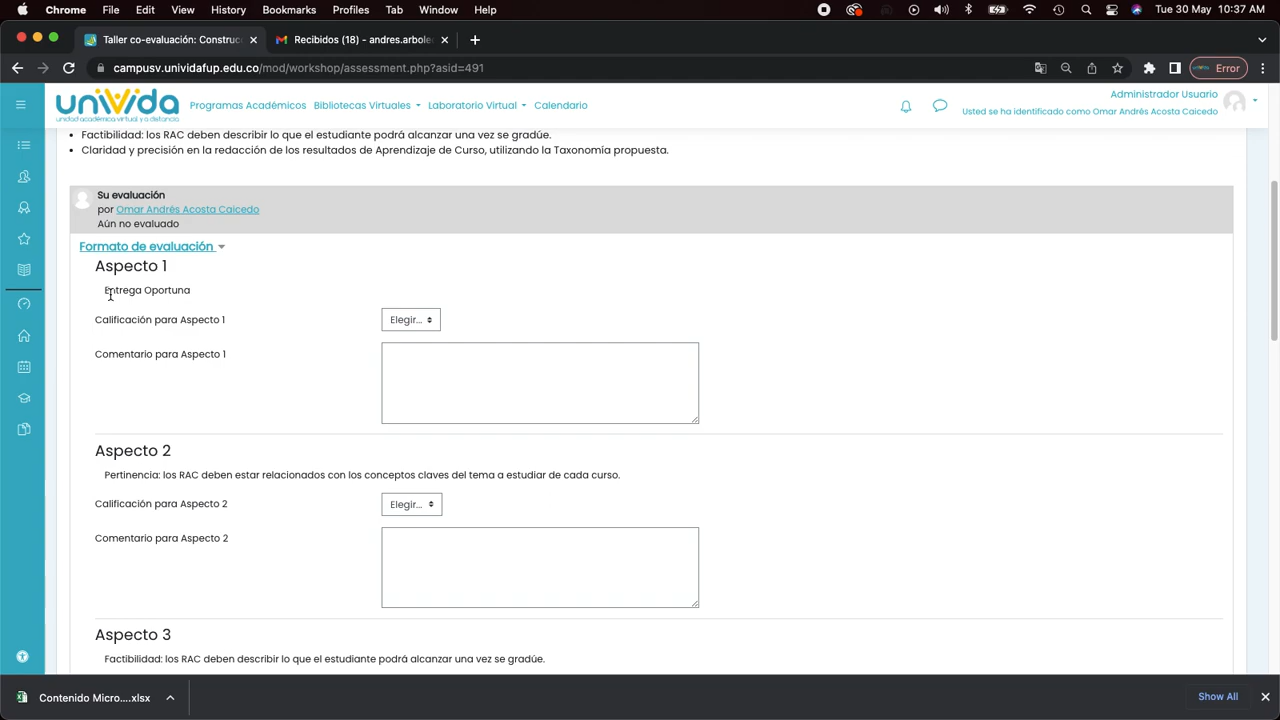 Chrome File Edit View History Bookmarks Profiles Tab Window Help Tue 30 May 10:37 AM
Taller co-evaluación: Construc Recibidos (18) - andres.arbole
campusv.unividafup.edu.co/mod/workshop/assessment.php?asid=491 Error
uniVida
unidad académica virtual y a distancia
Programas Académicos Bibliotecas Virtuales Laboratorio Virtual Calendario
Administrador Usuario
Usted se ha identificado como Omar Andrés Acosta Caicedo
• Factibilidad: los RAC deben describir lo que el estudiante podrá alcanzar una vez se gradúe.
• Claridad y precisión en la redacción de los resultados de Aprendizaje de Curso, utilizando la Taxonomía propuesta.
Su evaluación
por Omar Andrés Acosta Caicedo
Aún no evaluado
Formato de evaluación
Aspecto 1
Entrega Oportuna
Calificación para Aspecto 1 Elegir...
Comentario para Aspecto 1
Aspecto 2
Pertinencia: los RAC deben estar relacionados con los conceptos claves del tema a estudiar de cada curso.
Calificación para Aspecto 2 Elegir...
Comentario para Aspecto 2
Aspecto 3
Factibilidad: los RAC deben describir lo que el estudiante podrá alcanzar una vez se gradúe.
Contenido Micro....xlsx Show All